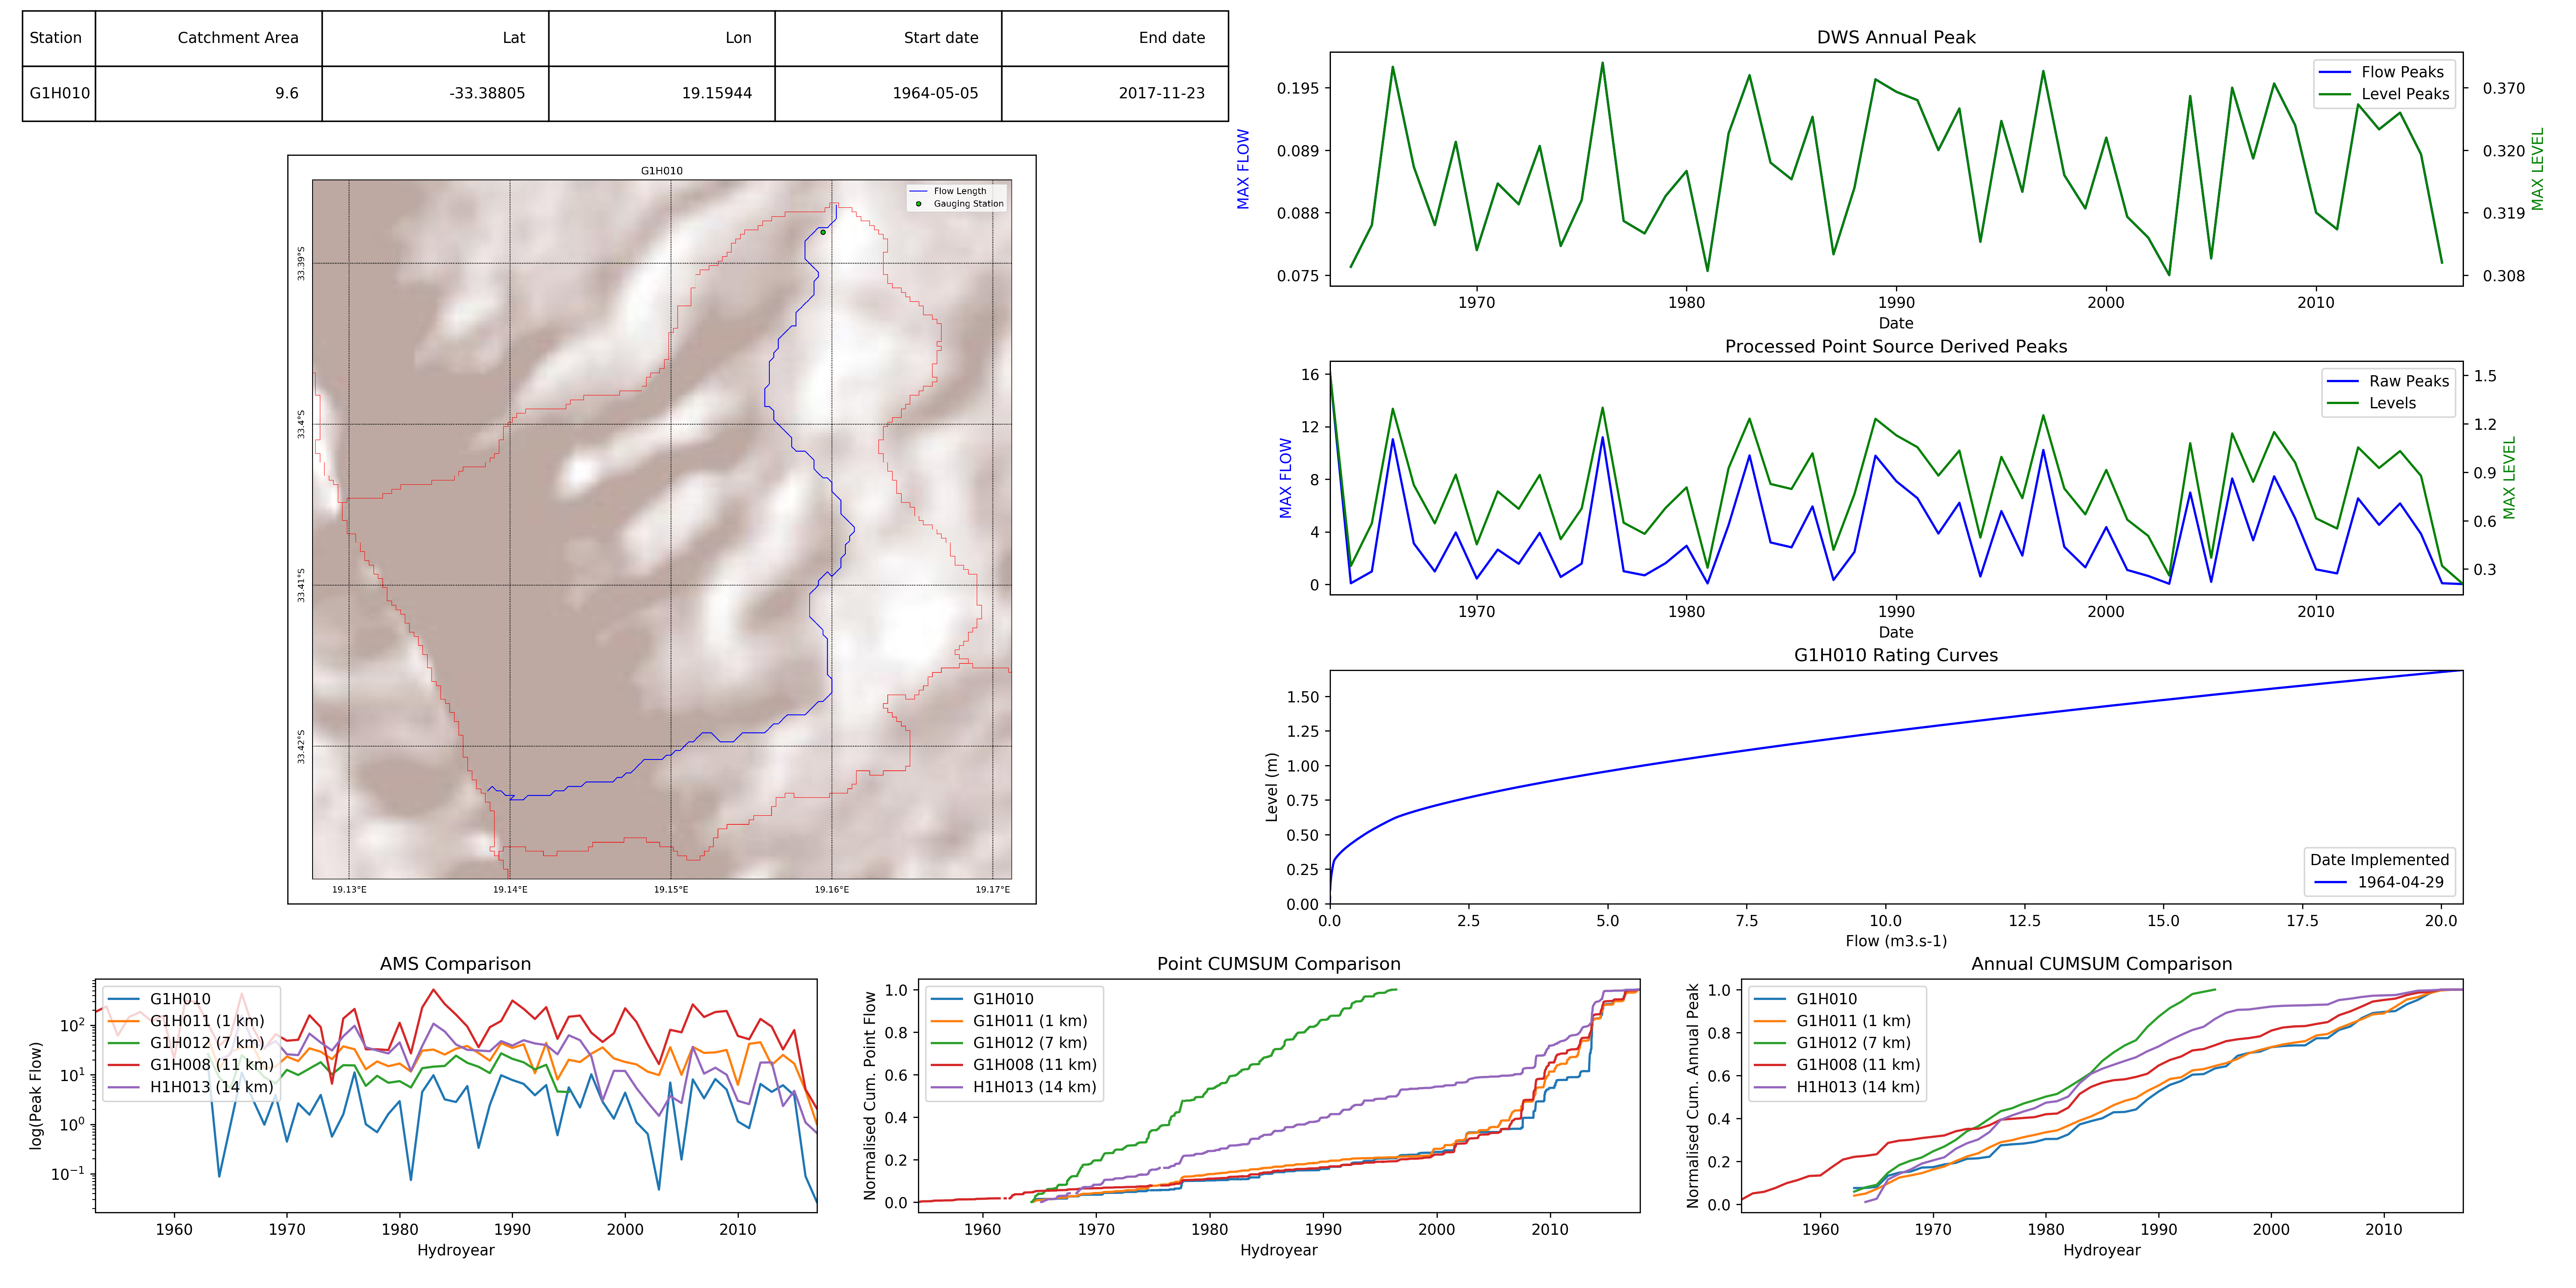 Station Catchment Area Lat Lon Start date End date
G1H010 9.6 -33.38805 19.15944 1964-05-05 2017-11-23
G1H010
Flow Length
Gauging Station
33.39°S
33.4°S
33.41°S
33.42°S
19.13°E 19.14°E 19.15°E 19.16°E 19.17°E
DWS Annual Peak
Flow Peaks
Level Peaks
MAX FLOW
0.195
0.089
0.088
0.075
0.370
0.320
0.319
0.308
MAX LEVEL
1970 1980 1990 2000 2010
Date
Processed Point Source Derived Peaks
Raw Peaks
Levels
MAX FLOW
16
12
8
4
0
1.5
1.2
0.9
0.6
0.3
MAX LEVEL
1970 1980 1990 2000 2010
Date
G1H010 Rating Curves
Level (m)
1.50
1.25
1.00
0.75
0.50
0.25
0.00
Date Implemented
1964-04-29
0.0 2.5 5.0 7.5 10.0 12.5 15.0 17.5 20.0
Flow (m3.s-1)
AMS Comparison
log(Peak Flow)
10²
10¹
10⁰
10⁻¹
G1H010
G1H011 (1 km)
G1H012 (7 km)
G1H008 (11 km)
H1H013 (14 km)
1960 1970 1980 1990 2000 2010
Hydroyear
Point CUMSUM Comparison
Normalised Cum. Point Flow
1.0
0.8
0.6
0.4
0.2
0.0
G1H010
G1H011 (1 km)
G1H012 (7 km)
G1H008 (11 km)
H1H013 (14 km)
1960 1970 1980 1990 2000 2010
Hydroyear
Annual CUMSUM Comparison
Normalised Cum. Annual Peak
1.0
0.8
0.6
0.4
0.2
0.0
G1H010
G1H011 (1 km)
G1H012 (7 km)
G1H008 (11 km)
H1H013 (14 km)
1960 1970 1980 1990 2000 2010
Hydroyear